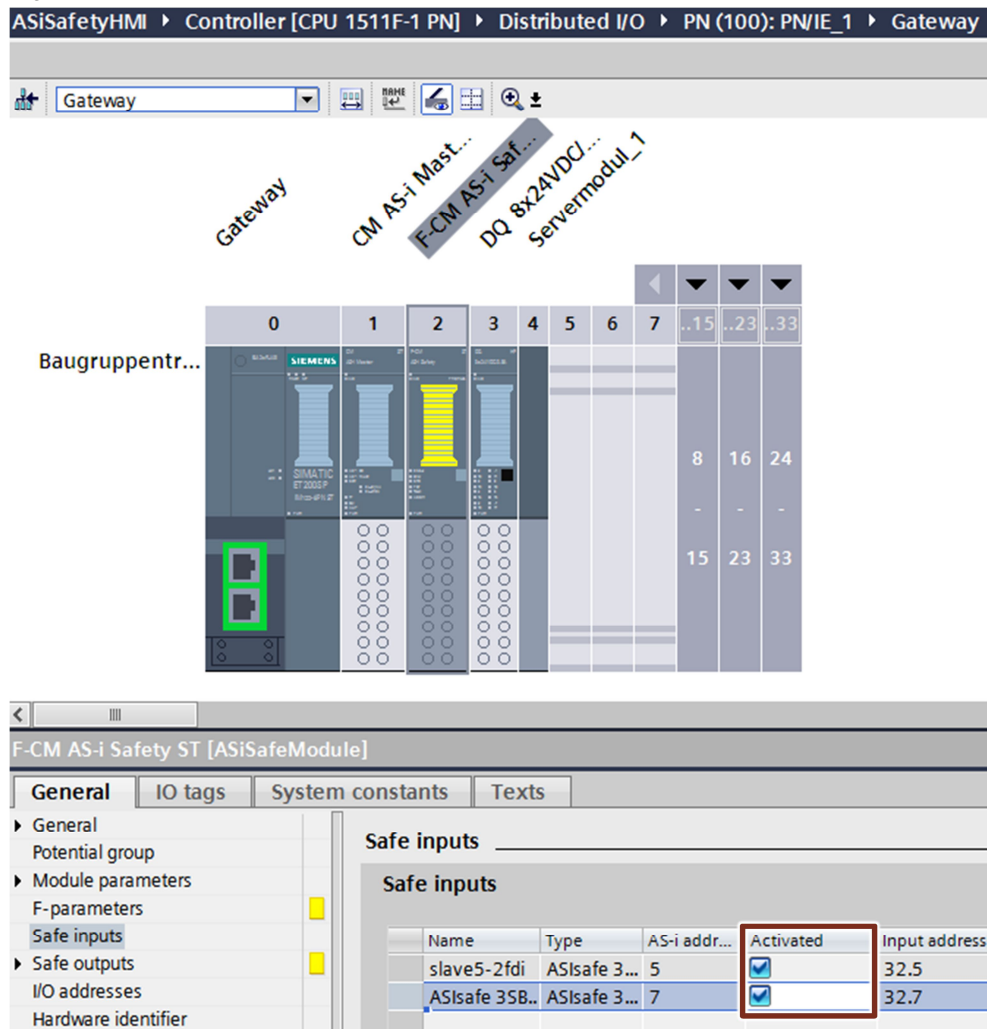 ASiSafetyHMI ▸ Controller [CPU 1511F-1 PN] ▸ Distributed I/O ▸ PN (100): PN/IE_1 ▸ Gateway
Gateway
NAME
Gateway
CM AS-i Mast...
F-CM AS-i Saf...
DQ 8x24VDC/...
Servermodul_1
0 1 2 3 4 5 6 7 ..15 ..23 ..33
Baugruppentr...
SIEMENS
SIMATIC
ET 200SP
8 16 24
- - -
15 23 33
F-CM AS-i Safety ST [ASiSafeModule]
General IO tags System constants Texts
General
Potential group
Module parameters
F-parameters
Safe inputs
Safe outputs
I/O addresses
Hardware identifier
Safe inputs
Safe inputs
Name Type AS-i addr... Activated Input address
slave5-2fdi ASIsafe 3... 5 32.5
ASIsafe 3SB.. ASIsafe 3... 7 32.7